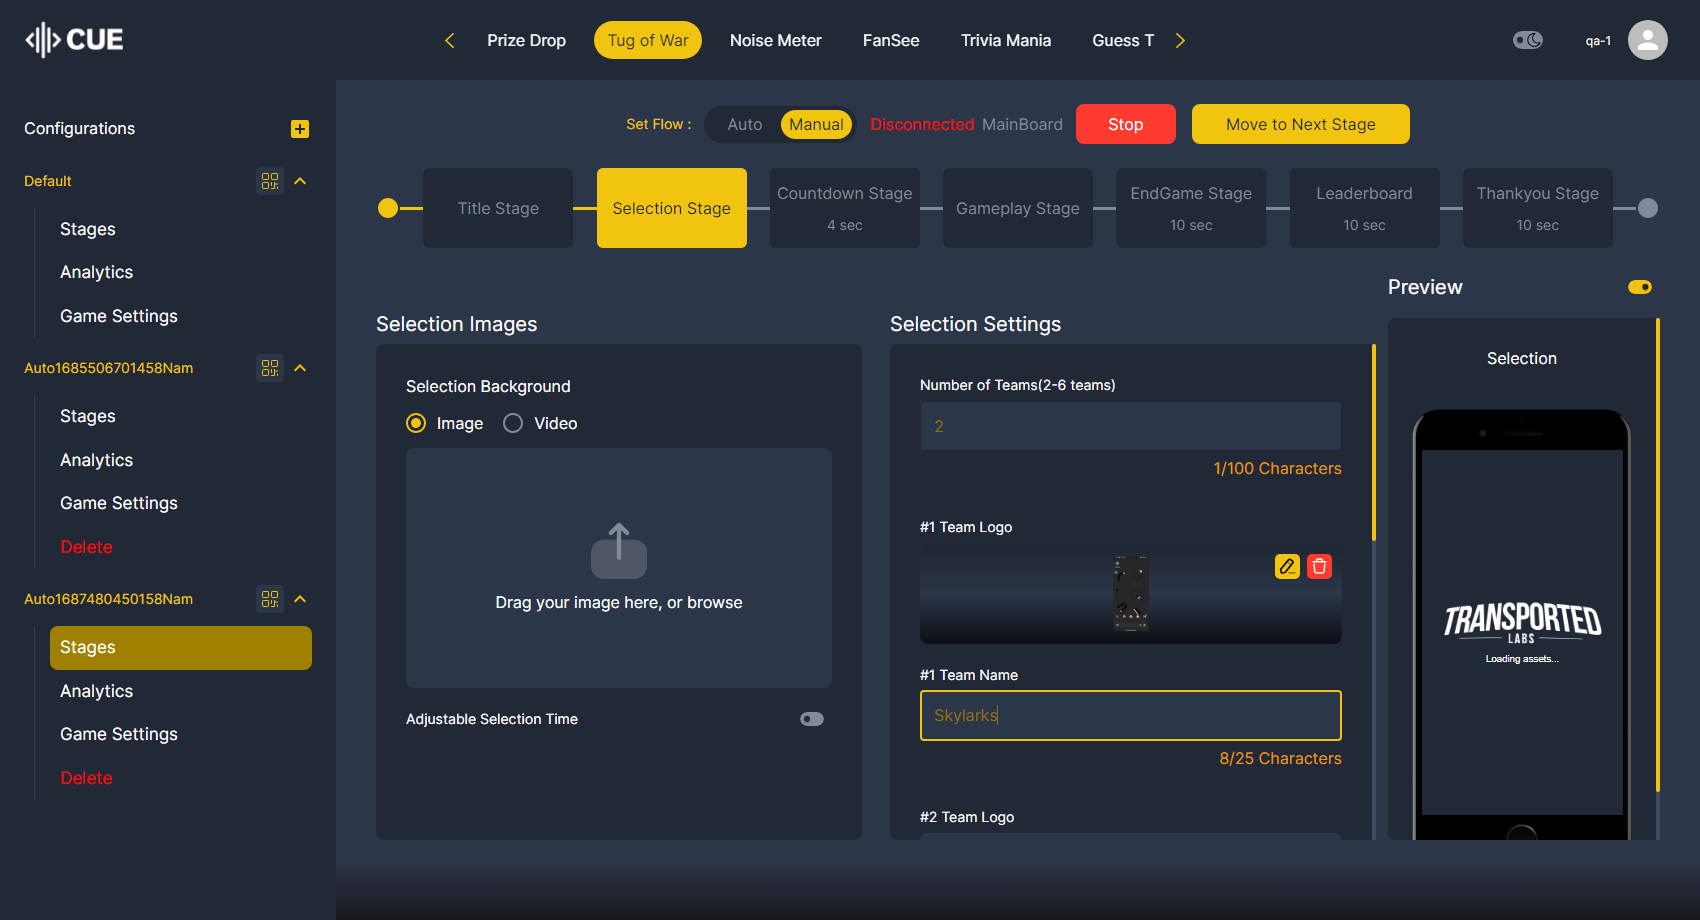 CUE
Prize Drop
Tug of War
Noise Meter
FanSee
Trivia Mania
Guess T
qa-1
Configurations
Default
Stages
Analytics
Game Settings
Auto1685506701458Nam
Stages
Analytics
Game Settings
Delete
Auto1687480450158Nam
Stages
Analytics
Game Settings
Delete
Set Flow :
Auto
Manual
Disconnected MainBoard
Stop
Move to Next Stage
Title Stage
Selection Stage
Countdown Stage
4 sec
Gameplay Stage
EndGame Stage
10 sec
Leaderboard
10 sec
Thankyou Stage
10 sec
Selection Images
Selection Background
Image
Video
Drag your image here, or browse
Adjustable Selection Time
Selection Settings
Number of Teams(2-6 teams)
2
1/100 Characters
#1 Team Logo
#1 Team Name
Skylarks
8/25 Characters
#2 Team Logo
Preview
Selection
TRANSPORTED
LABS
Loading assets...